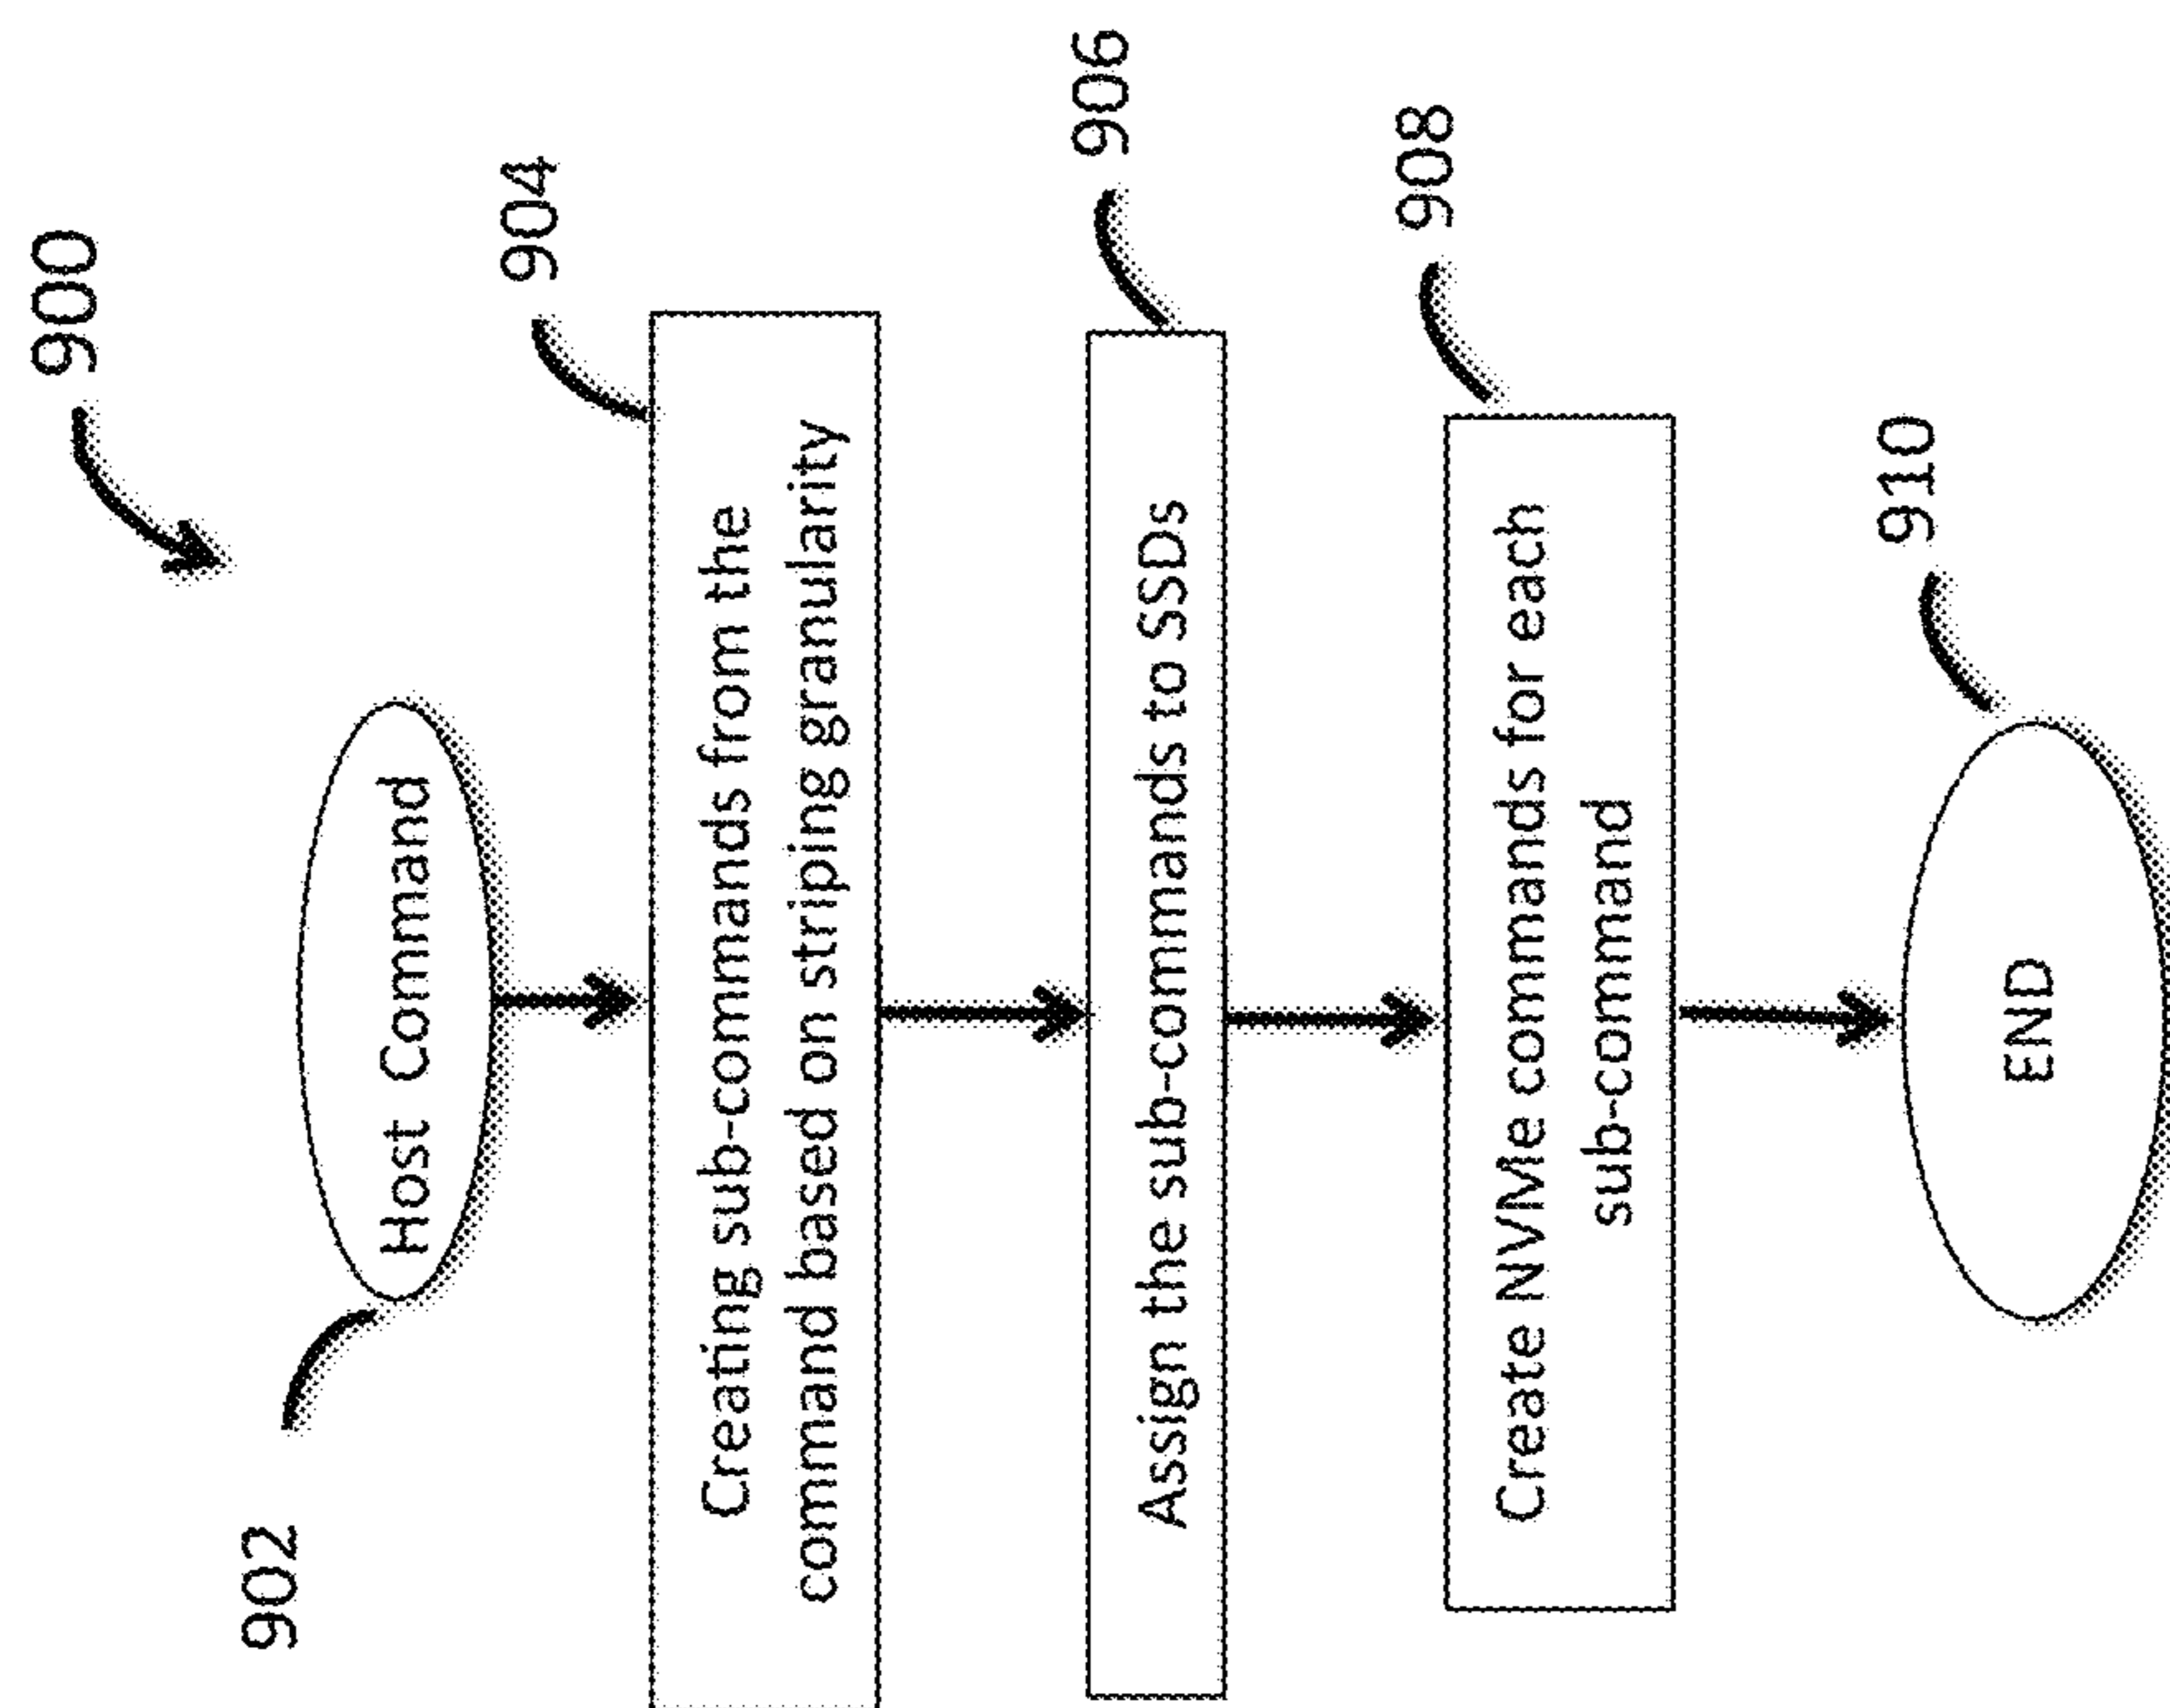 900
902
Host Command
904
Creating sub-commands from the
command based on striping granularity
906
Assign the sub-commands to SSDs
908
Create NVMe commands for each
sub-command
910
END